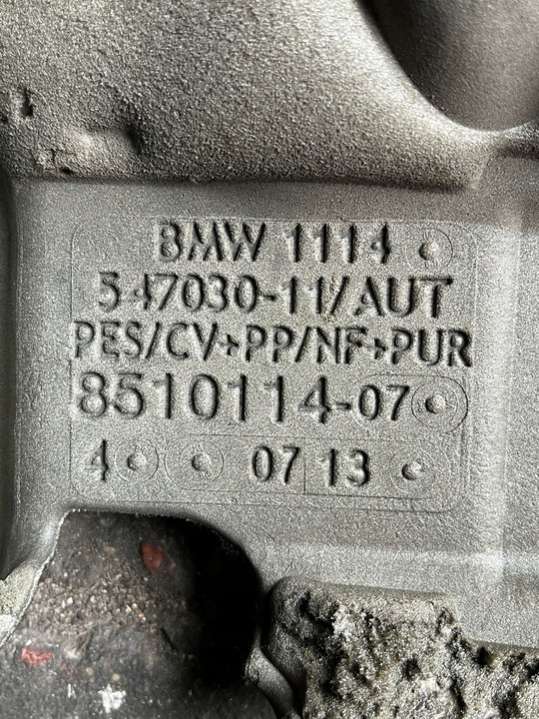 BMW 1114
547030-11/AUT
PES/CV+PP/NF+PUR
8510114-07
4 07 13